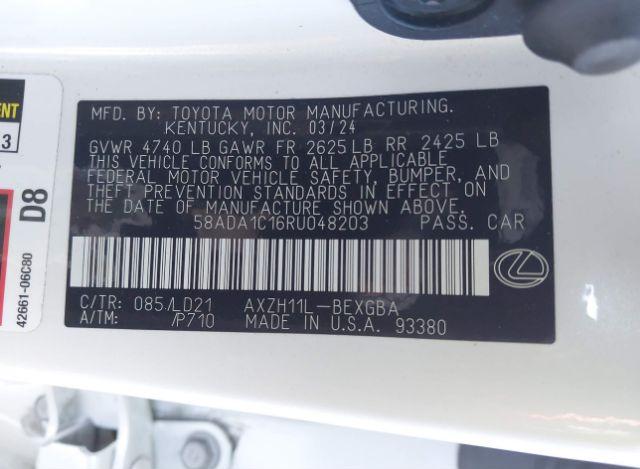 MFD. BY: TOYOTA MOTOR MANUFACTURING.
KENTUCKY, INC. 03/24
GVWR 4740 LB GAWR FR 2625 LB RR 2425 LB
THIS VEHICLE CONFORMS TO ALL APPLICABLE
FEDERAL MOTOR VEHICLE SAFETY, BUMPER, AND
THEFT PREVENTION STANDARDS IN EFFECT ON
THE DATE OF MANUFACTURE SHOWN ABOVE.
58ADA1C16RU048203 PASS. CAR
C/TR: 085/LD21 AXZH11L-BEXGBA
A/TM: /P710 MADE IN U.S.A. 93380
ENT
3
D8
42661-06C80